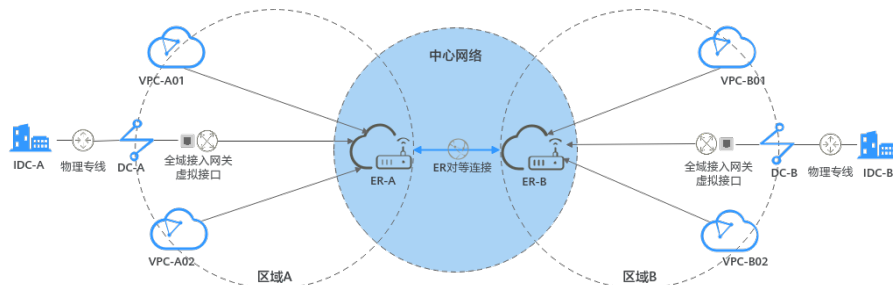 中心网络
VPC-A01
VPC-B01
IDC-A
物理专线
DC-A
全域接入网关
虚拟接口
ER-A
ER对等连接
ER-B
全域接入网关
虚拟接口
DC-B
物理专线
IDC-B
VPC-A02
VPC-B02
区域A
区域B